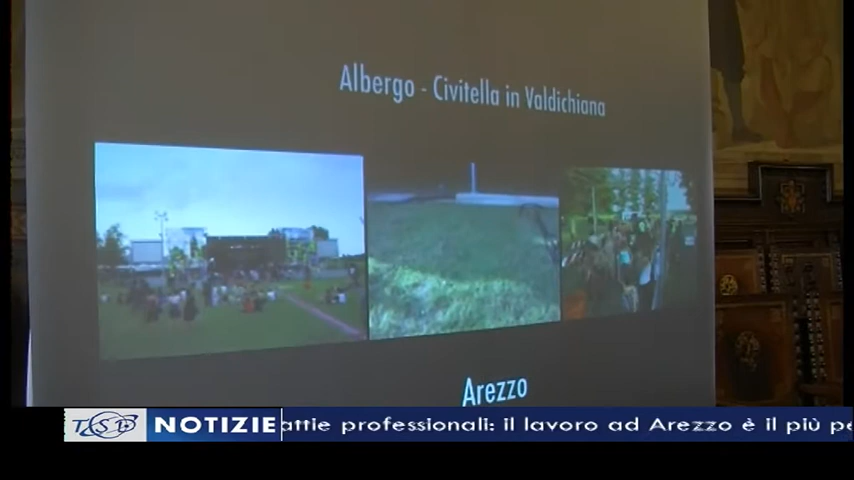 Albergo - Civitella in Valdichiana
Arezzo
TSD NOTIZIE attie professionali: il lavoro ad Arezzo è il più pe